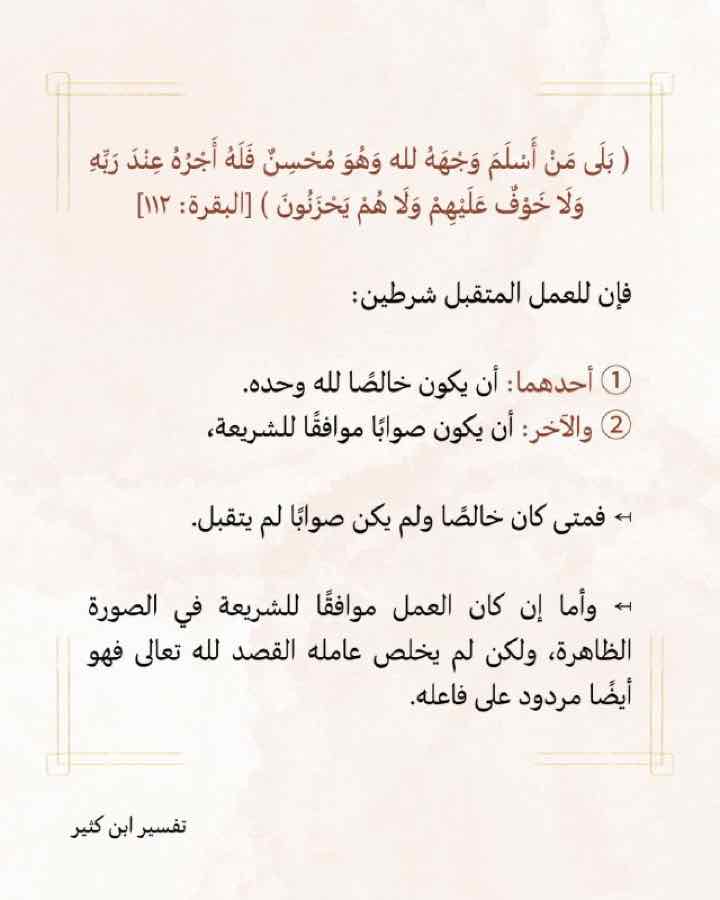 ﴿ بَلَى مَنْ أَسْلَمَ وَجْهَهُ لله وَهُوَ مُحْسِنٌ فَلَهُ أَجْرُهُ عِنْدَ رَبِّهِ
وَلَا خَوْفٌ عَلَيْهِمْ وَلَا هُمْ يَحْزَنُونَ ﴾ [البقرة: ١١٢]
فإن للعمل المتقبل شرطين:
① أحدهما: أن يكون خالصًا لله وحده.
② والآخر: أن يكون صوابًا موافقًا للشريعة،
↤ فمتى كان خالصًا ولم يكن صوابًا لم يتقبل.
↤ وأما إن كان العمل موافقًا للشريعة في الصورة
الظاهرة، ولكن لم يخلص عامله القصد لله تعالى فهو
أيضًا مردود على فاعله.
تفسير ابن كثير